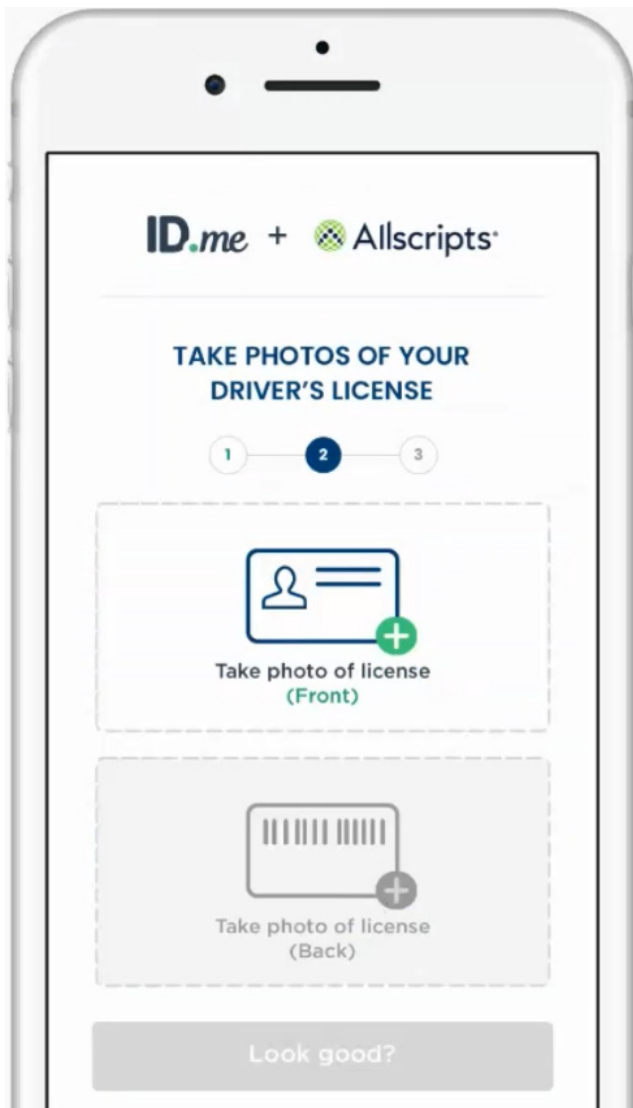 ID.me + Allscripts
TAKE PHOTOS OF YOUR
DRIVER'S LICENSE
1 2 3
Take photo of license
(Front)
Take photo of license
(Back)
Look good?